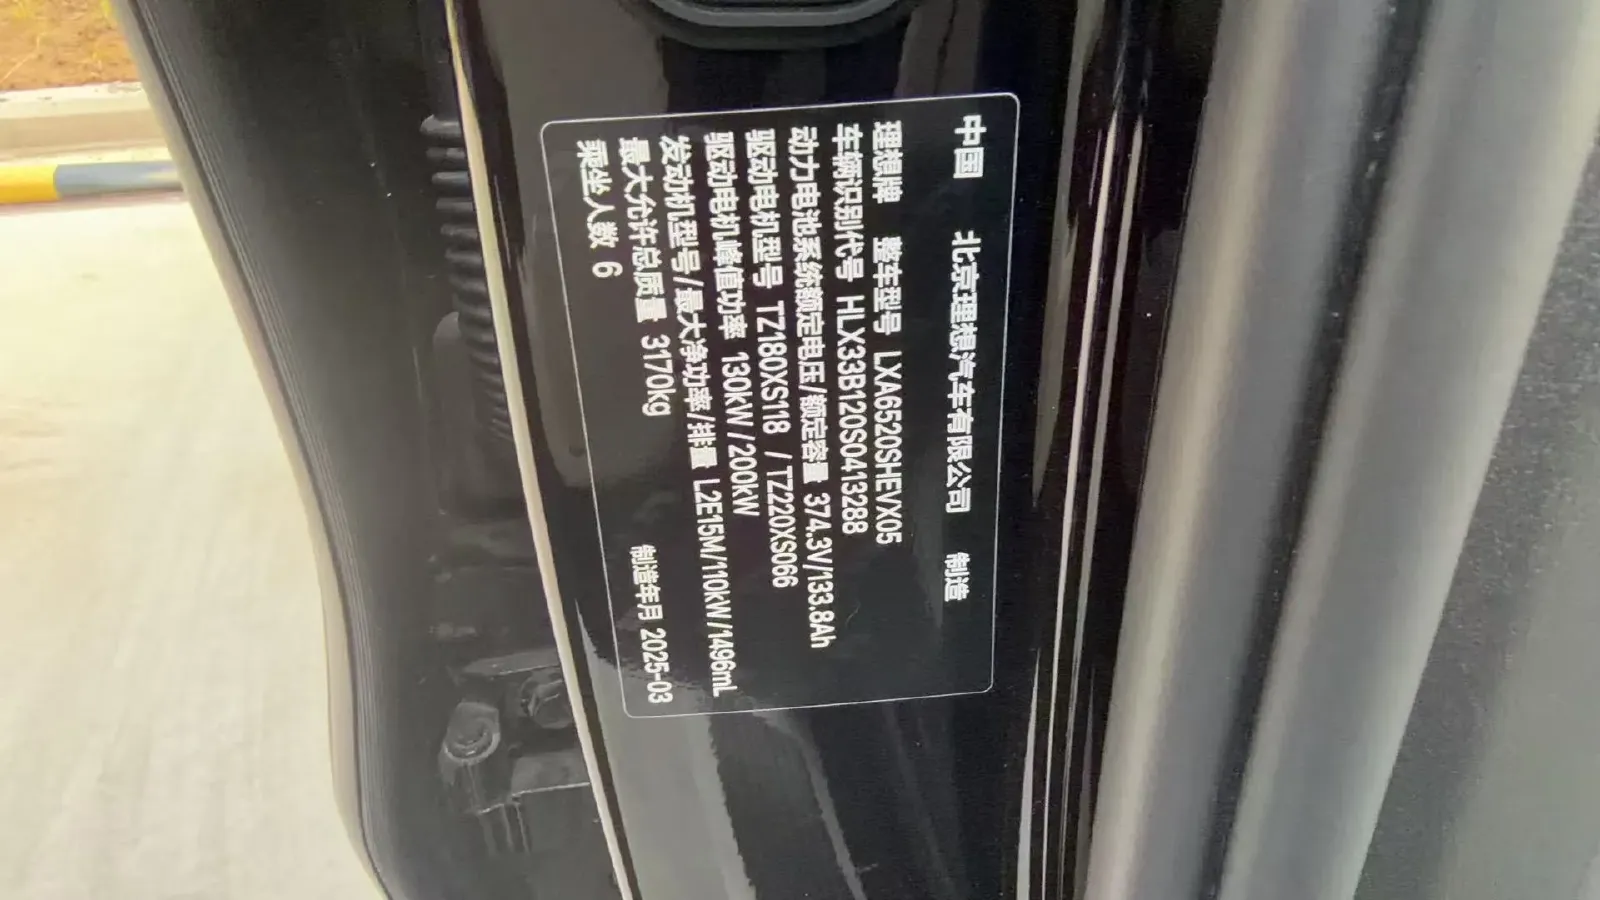 中国 北京理想汽车有限公司 制造
理想牌 整车型号 LXA6520SHEVX05
车辆识别代号 HLX33B120S0413288
动力电池系统额定电压/额定容量 374.3V/133.8Ah
驱动电机型号 TZ180XS118 /TZ220XS066
驱动电机峰值功率 130kW/200kW
发动机型号/最大净功率/排量 L2E15M/110kW/1496mL
最大允许总质量 3170kg
乘坐人数 6 制造年月 2025-03